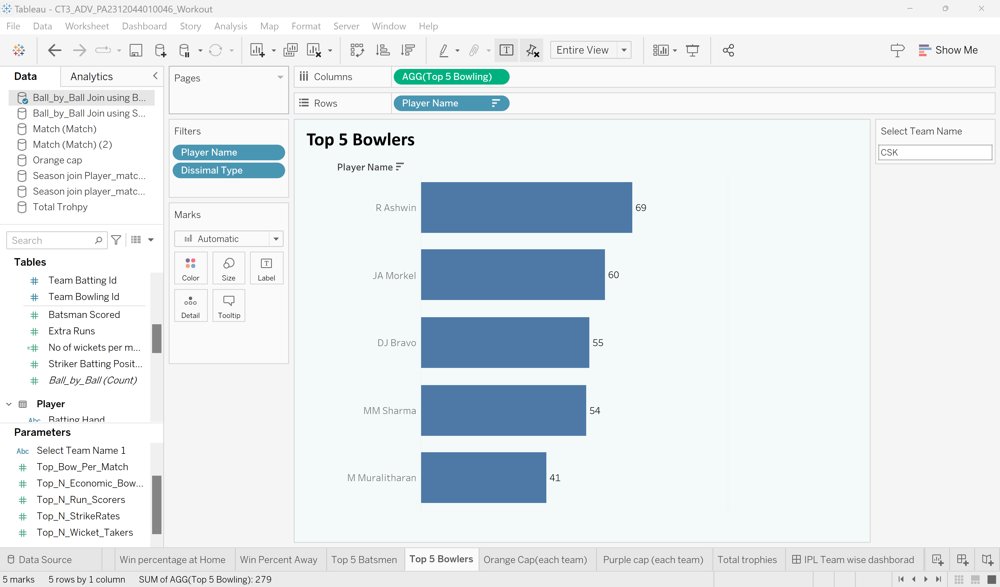 Tableau - CT3_ADV_PA2312044010046_Workout
File Data Worksheet Dashboard Story Analysis Map Format Server Window Help
Entire View
Show Me
Data Analytics
Ball_by_Ball Join using B...
Ball_by_Ball Join using S...
Match (Match)
Match (Match) (2)
Orange cap
Season join Player_matc...
Season join player_matc...
Total Trohpy
Search
Tables
Team Batting Id
Team Bowling Id
Batsman Scored
Extra Runs
No of wickets per m...
Striker Batting Posit...
Ball_by_Ball (Count)
Player
Abc Batting Hand
Parameters
Abc Select Team Name 1
Top_Bow_Per_Match
Top_N_Economic_Bow...
Top_N_Run_Scorers
Top_N_StrikeRates
Top_N_Wicket_Takers
Pages
Filters
Player Name
Dissimal Type
Marks
Automatic
Color Size Label
Detail Tooltip
Columns AGG(Top 5 Bowling)
Rows Player Name
Top 5 Bowlers
Player Name
R Ashwin 69
JA Morkel 60
DJ Bravo 55
MM Sharma 54
M Muralitharan 41
Select Team Name
CSK
Data Source Win percentage at Home Win Percent Away Top 5 Batsmen Top 5 Bowlers Orange Cap(each team) Purple cap (each team) Total trophies IPL Team wise dashborad
5 marks 5 rows by 1 column SUM of AGG(Top 5 Bowling): 279